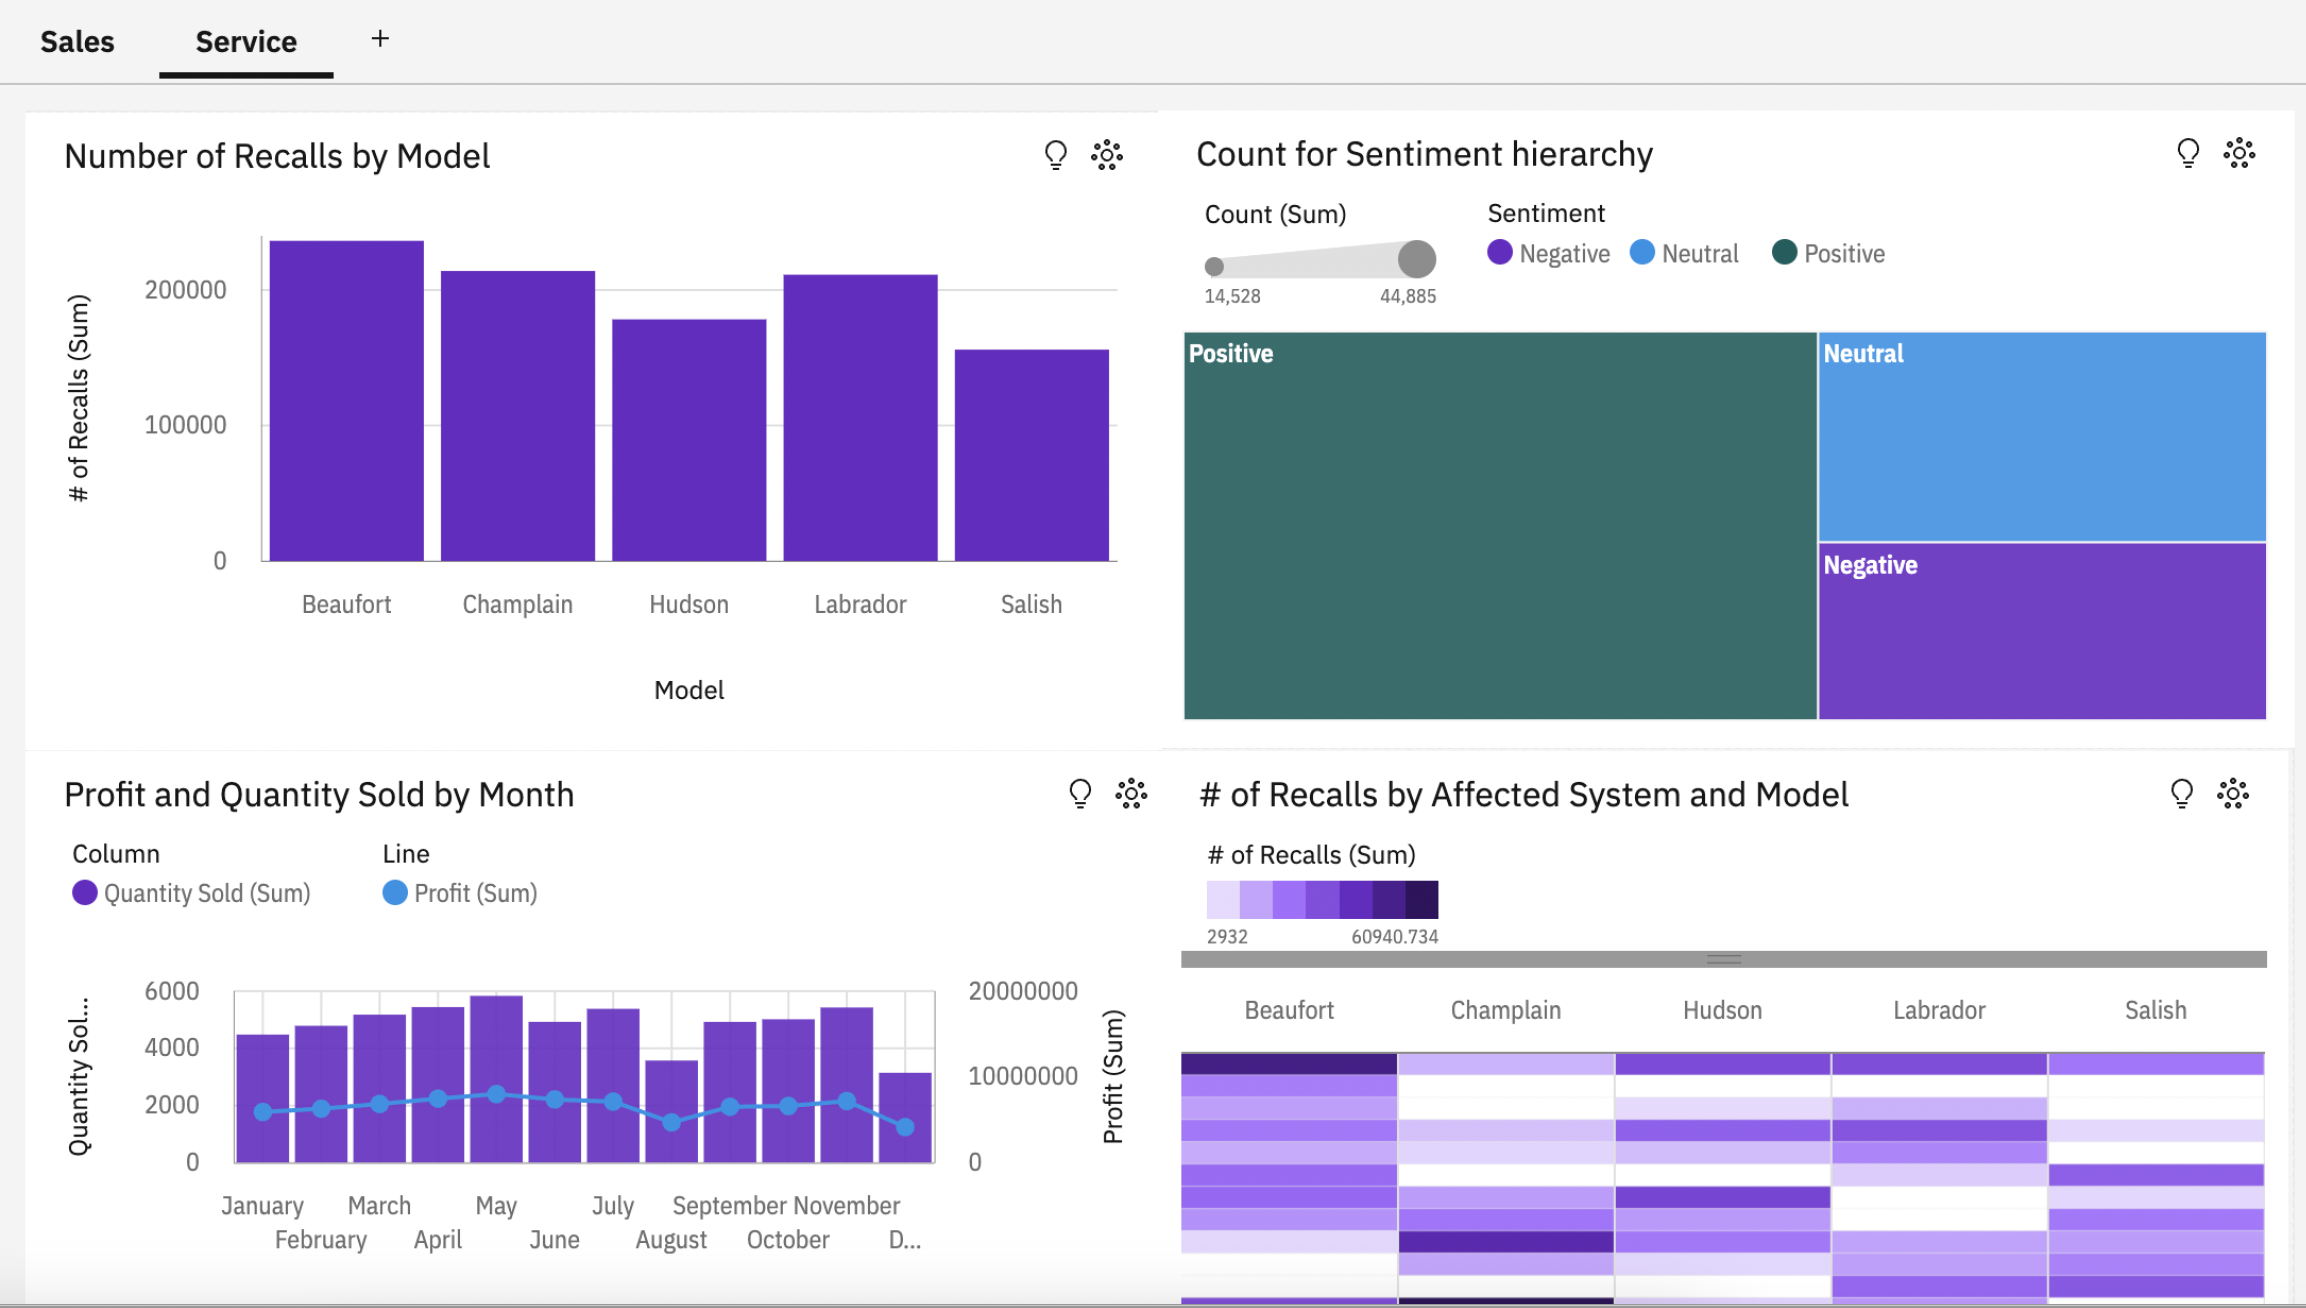 Sales Service +
Number of Recalls by Model
# of Recalls (Sum)
200000
100000
0
Beaufort Champlain Hudson Labrador Salish
Model
Count for Sentiment hierarchy
Count (Sum)
14,528 44,885
Sentiment
Negative Neutral Positive
Positive
Neutral
Negative
Profit and Quantity Sold by Month
Column Line
Quantity Sold (Sum) Profit (Sum)
Quantity Sol...
6000
4000
2000
0
20000000
10000000
0
Profit (Sum)
January March May July September November
February April June August October D...
# of Recalls by Affected System and Model
# of Recalls (Sum)
2932 60940.734
Beaufort Champlain Hudson Labrador Salish